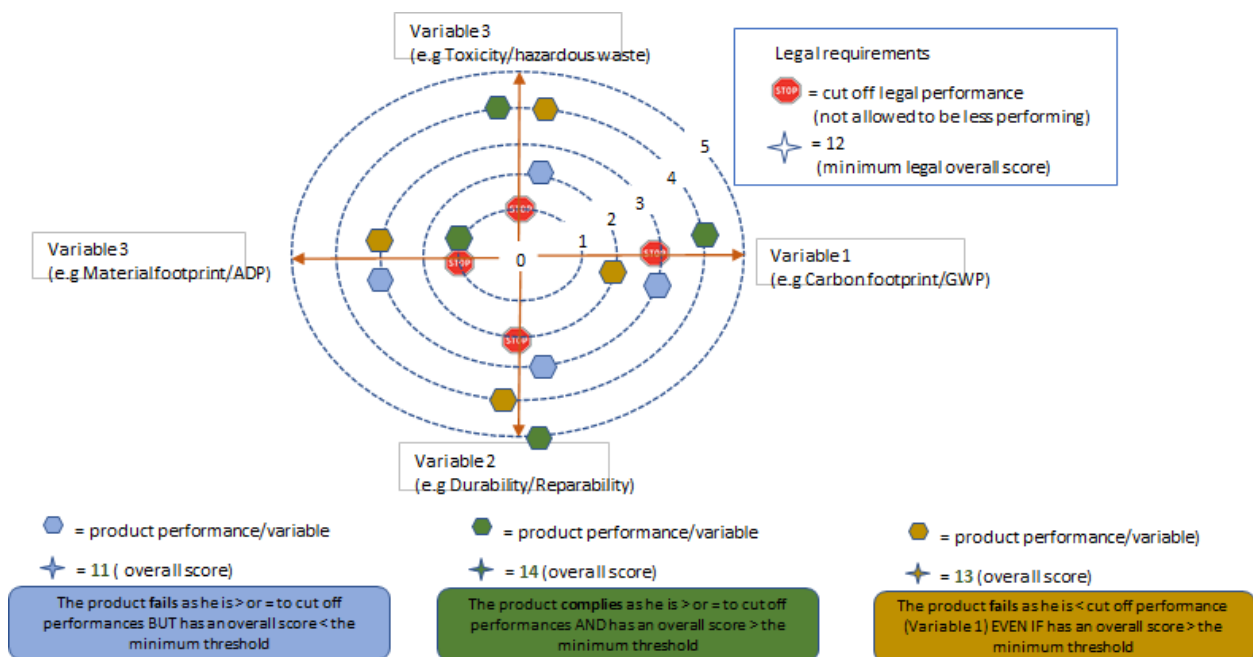 Variable 3
(e.g Toxicity/hazardous waste)
Legal requirements
STOP
= cut off legal performance
(not allowed to be less performing)
= 12
(minimum legal overall score)
5
4
3
2
1
0
STOP
STOP
STOP
STOP
Variable 3
(e.g Material footprint/ADP)
Variable 1
(e.g Carbon footprint/GWP)
Variable 2
(e.g Durability/Reparability)
= product performance/variable
= 11 ( overall score)
The product fails as he is > or = to cut off
performances BUT has an overall score < the
minimum threshold
= product performance/variable
= 14 (overall score)
The product complies as he is > or = to cut off
performances AND has an overall score > the
minimum threshold
= product performance/variable)
= 13 (overall score)
The product fails as he is < cut off performance
(Variable 1) EVEN IF has an overall score > the
minimum threshold